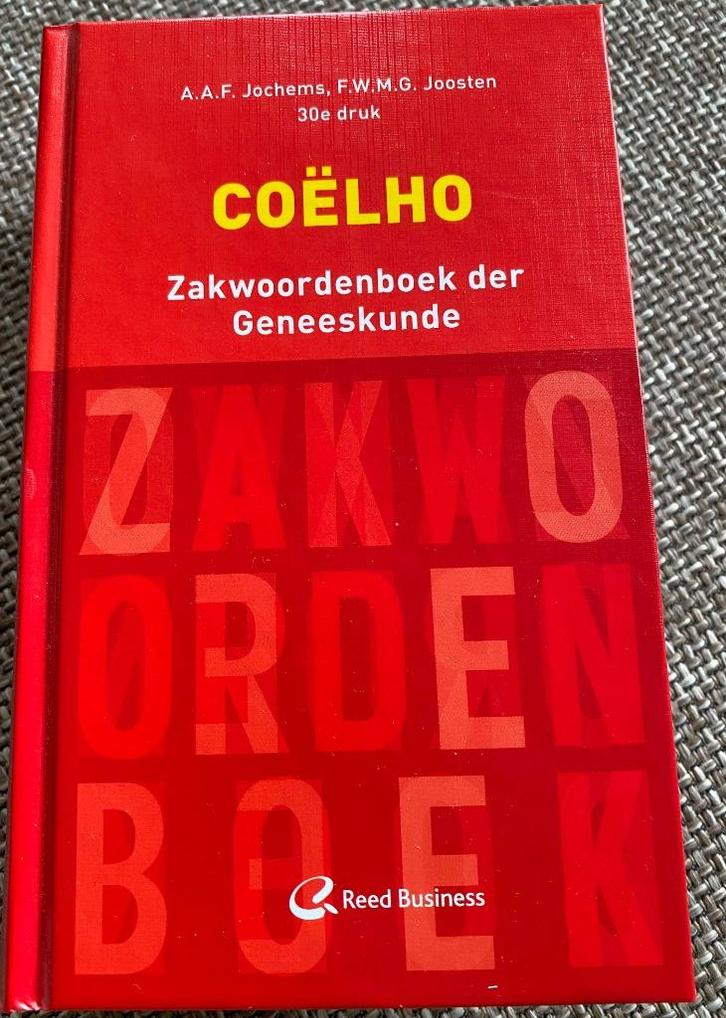 A.A.F. Jochems, F.W.M.G. Joosten
30e druk
COËLHO
Zakwoordenboek der
Geneeskunde
ZAKWO
ORDEN
BOEK
Reed Business